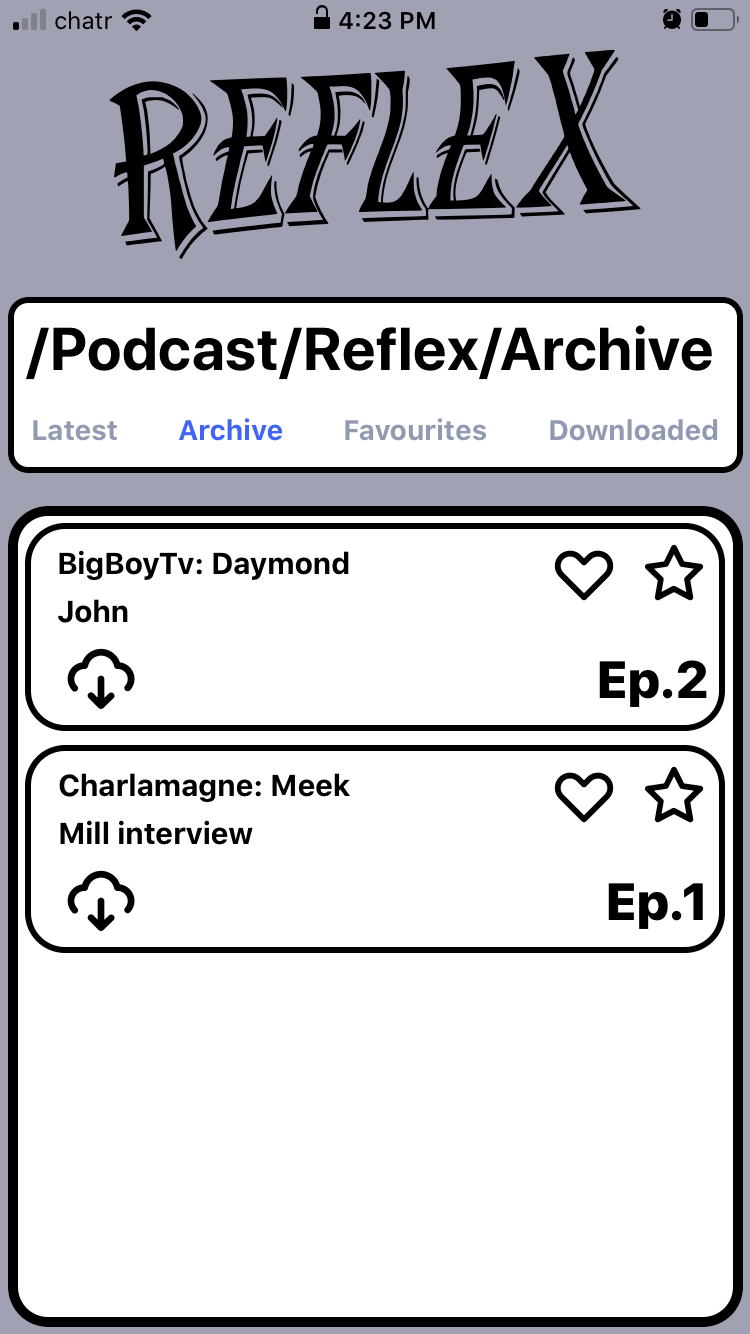 chatr 4:23 PM
REFLEX
/Podcast/Reflex/Archive
Latest Archive Favourites Downloaded
BigBoyTv: Daymond
John
Ep.2
Charlamagne: Meek
Mill interview
Ep.1